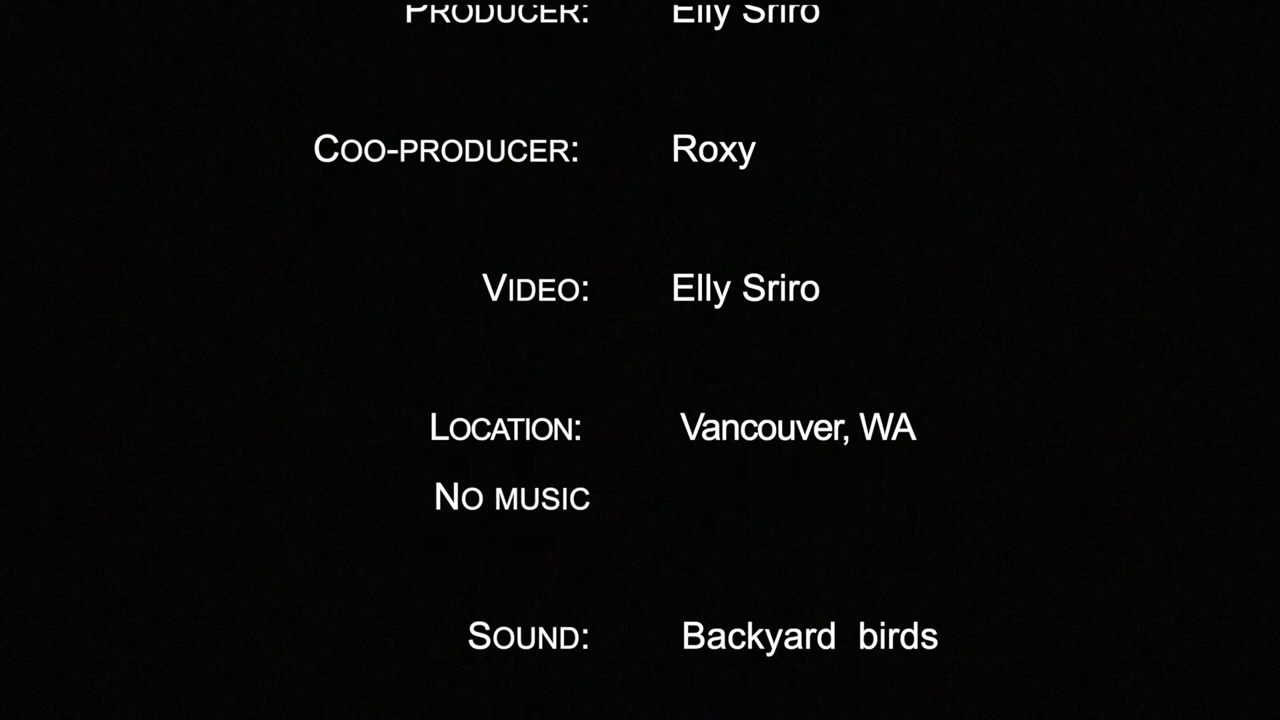 PRODUCER: Elly Sriro
COO-PRODUCER: Roxy
VIDEO: Elly Sriro
LOCATION: Vancouver, WA
NO MUSIC
SOUND: Backyard birds